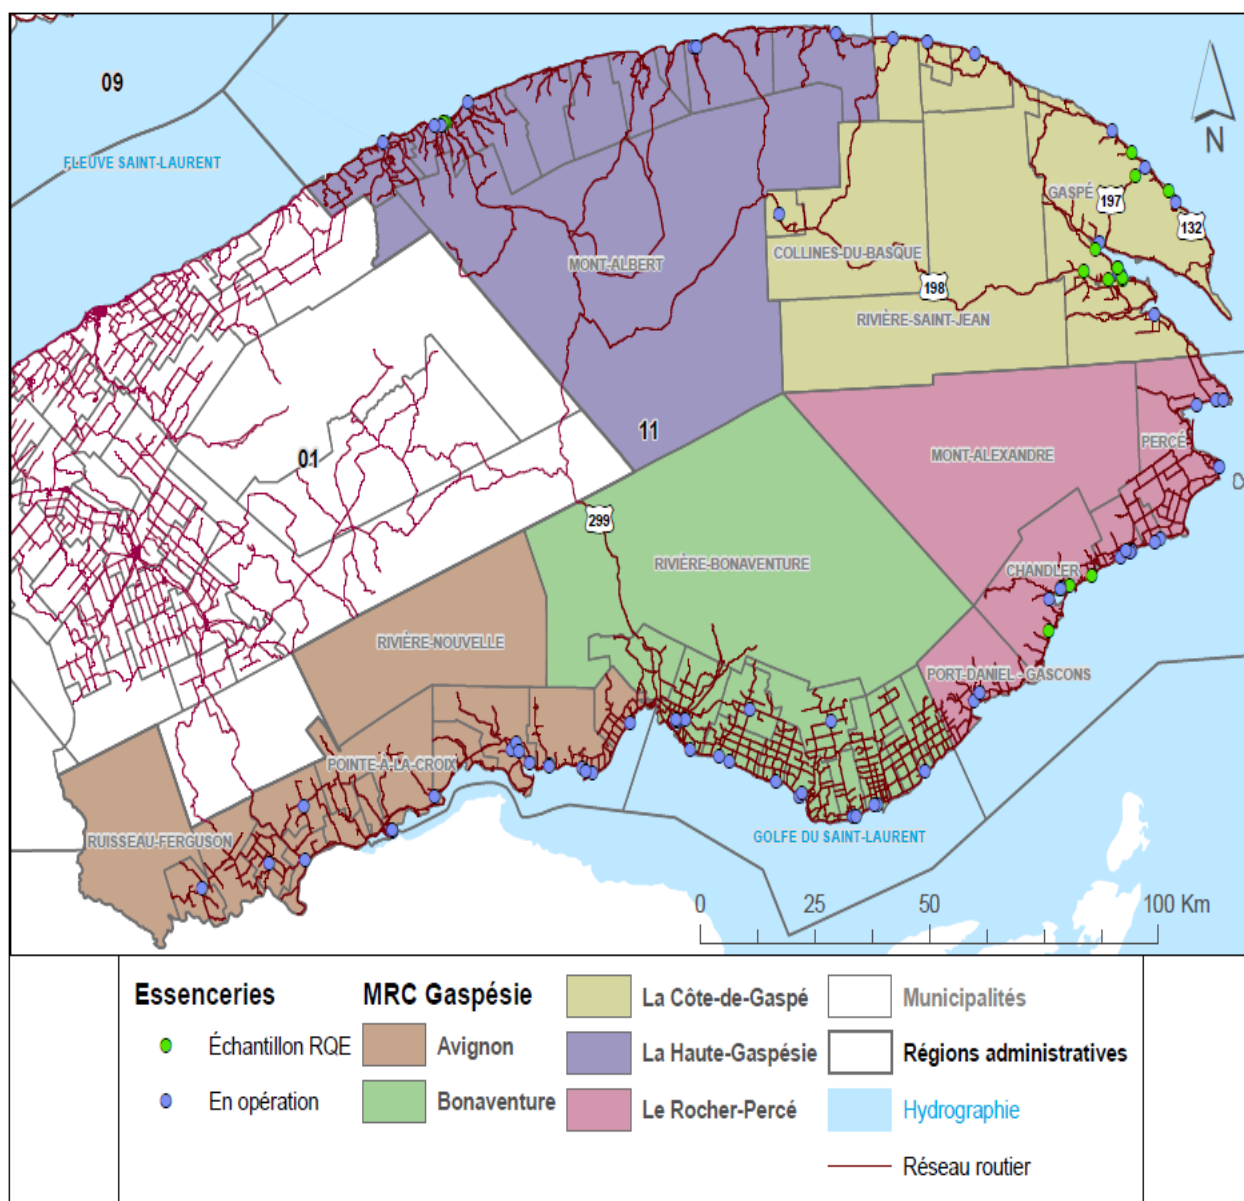 09
FLEUVE SAINT-LAURENT
N
GASPÉ
197
132
MONT-ALBERT
COLLINES-DU-BASQUE
198
RIVIÈRE-SAINT-JEAN
11
01
MONT-ALEXANDRE
PERCÉ
299
RIVIÈRE-BONAVENTURE
CHANDLER
RIVIÈRE-NOUVELLE
PORT-DANIEL - GASCONS
POINTE-À-LA-CROIX
RUISSEAU-FERGUSON
GOLFE DU SAINT-LAURENT
0 25 50 100 Km
Essenceries
Échantillon RQE
En opération
MRC Gaspésie
Avignon
Bonaventure
La Côte-de-Gaspé
La Haute-Gaspésie
Le Rocher-Percé
Municipalités
Régions administratives
Hydrographie
Réseau routier